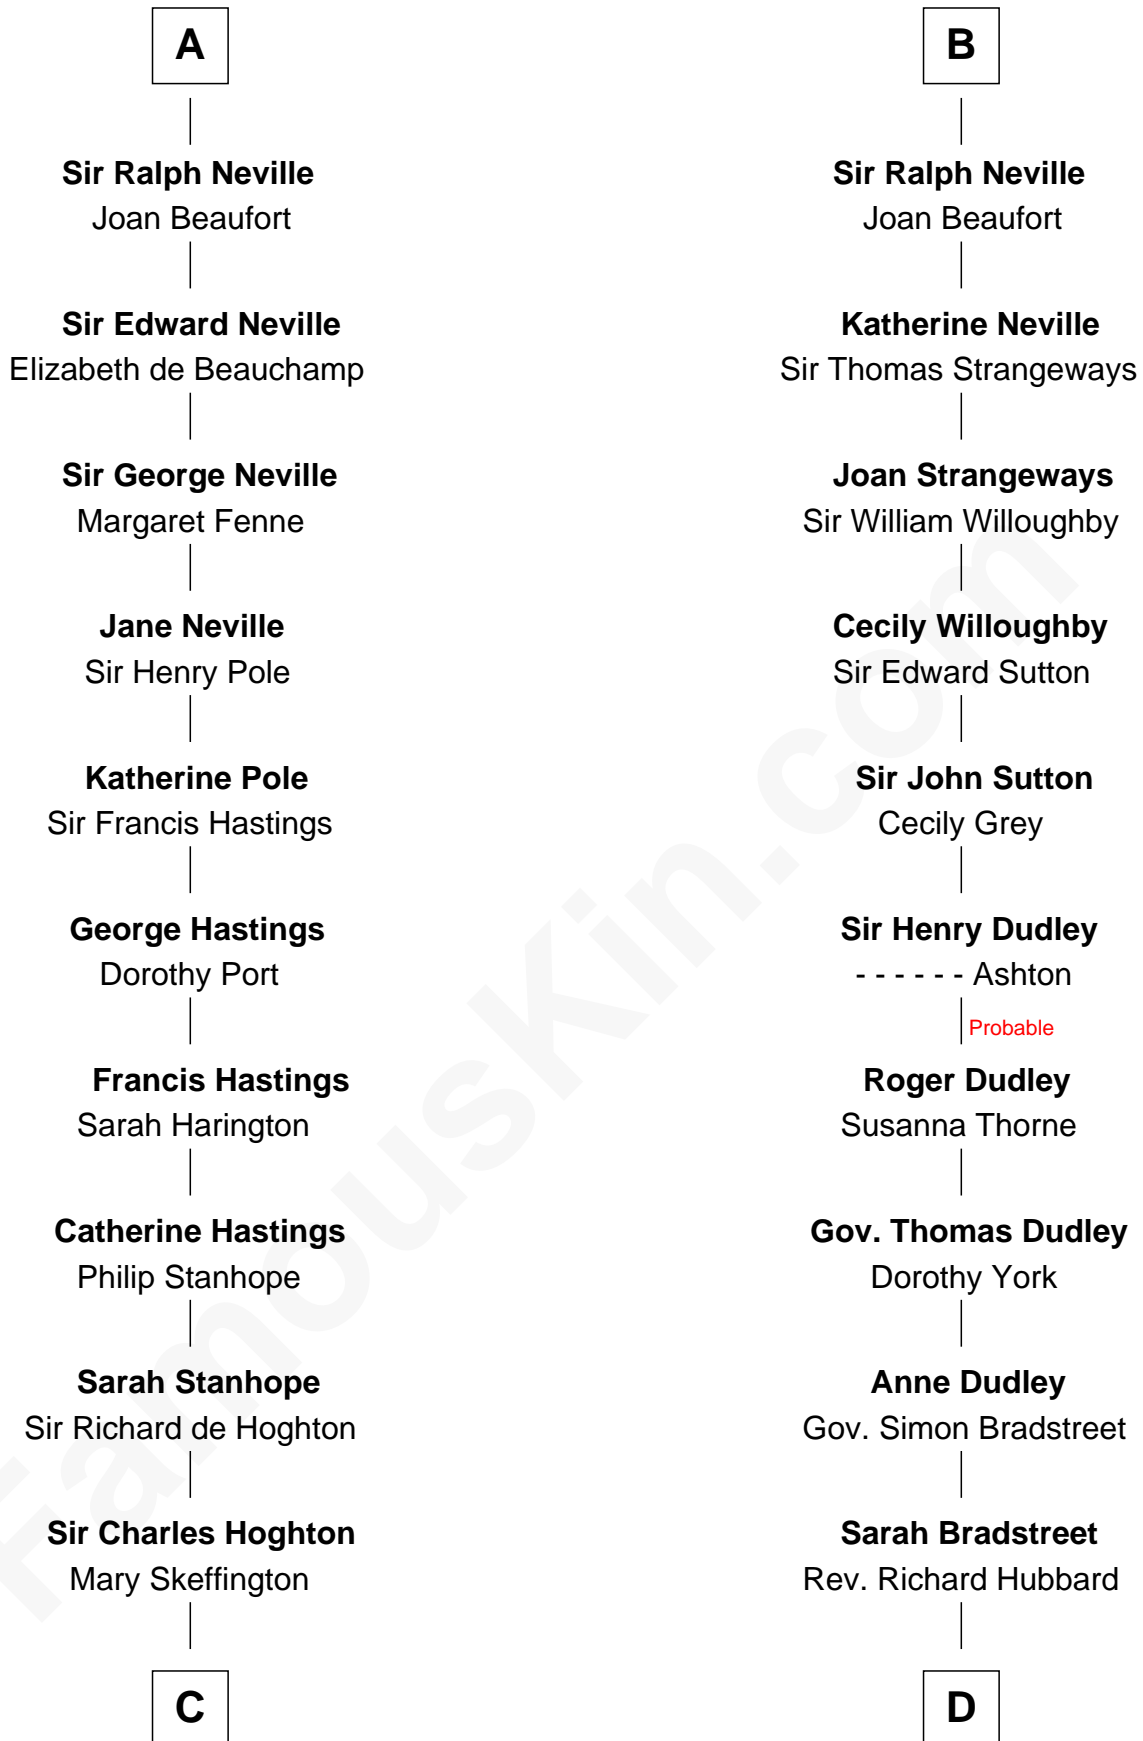 A
Sir Ralph Neville
Joan Beaufort
Sir Edward Neville
Elizabeth de Beauchamp
Sir George Neville
Margaret Fenne
Jane Neville
Sir Henry Pole
Katherine Pole
Sir Francis Hastings
George Hastings
Dorothy Port
Francis Hastings
Sarah Harington
Catherine Hastings
Philip Stanhope
Sarah Stanhope
Sir Richard de Hoghton
Sir Charles Hoghton
Mary Skeffington
C
B
Sir Ralph Neville
Joan Beaufort
Katherine Neville
Sir Thomas Strangeways
Joan Strangeways
Sir William Willoughby
Cecily Willoughby
Sir Edward Sutton
Sir John Sutton
Cecily Grey
Sir Henry Dudley
- - - - - - Ashton
Probable
Roger Dudley
Susanna Thorne
Gov. Thomas Dudley
Dorothy York
Anne Dudley
Gov. Simon Bradstreet
Sarah Bradstreet
Rev. Richard Hubbard
D
FamousKin.com